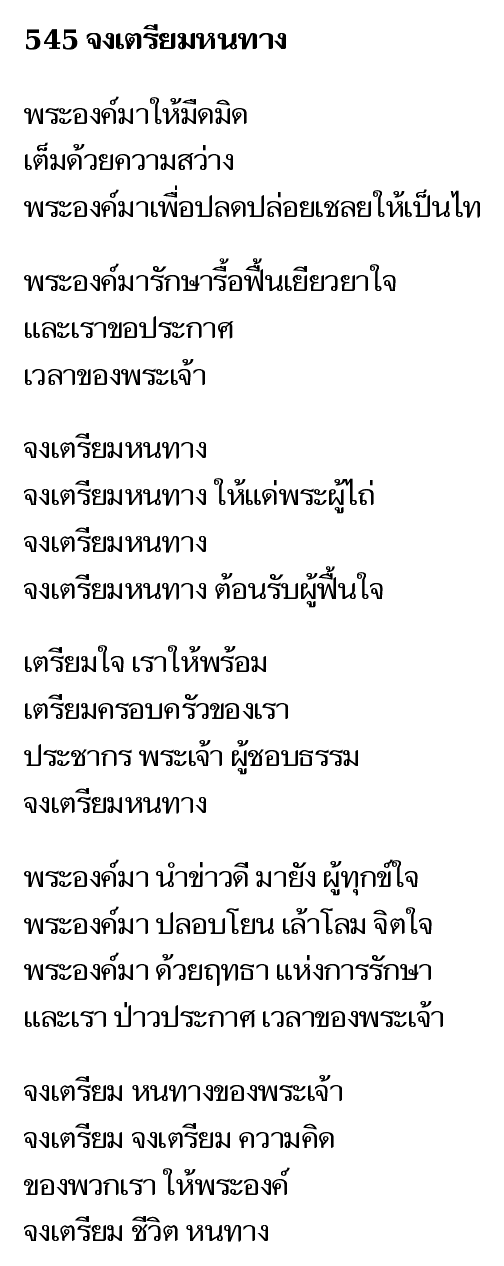 545 จงเตรียมหนทาง
พระองค์มาให้มืดมิด
เต็มด้วยความสว่าง
พระองค์มาเพื่อปลดปล่อยเชลยให้เป็นไท
พระองค์มารักษารื้อฟื้นเยียวยาใจ
และเราขอประกาศ
เวลาของพระเจ้า
จงเตรียมหนทาง
จงเตรียมหนทาง ให้แด่พระผู้ไถ่
จงเตรียมหนทาง
จงเตรียมหนทาง ต้อนรับผู้ฟื้นใจ
เตรียมใจ เราให้พร้อม
เตรียมครอบครัวของเรา
ประชากร พระเจ้า ผู้ชอบธรรม
จงเตรียมหนทาง
พระองค์มา นำข่าวดี มายัง ผู้ทุกข์ใจ
พระองค์มา ปลอบโยน เล้าโลม จิตใจ
พระองค์มา ด้วยฤทธา แห่งการรักษา
และเรา ป่าวประกาศ เวลาของพระเจ้า
จงเตรียม หนทางของพระเจ้า
จงเตรียม จงเตรียม ความคิด
ของพวกเรา ให้พระองค์
จงเตรียม ชีวิต หนทาง